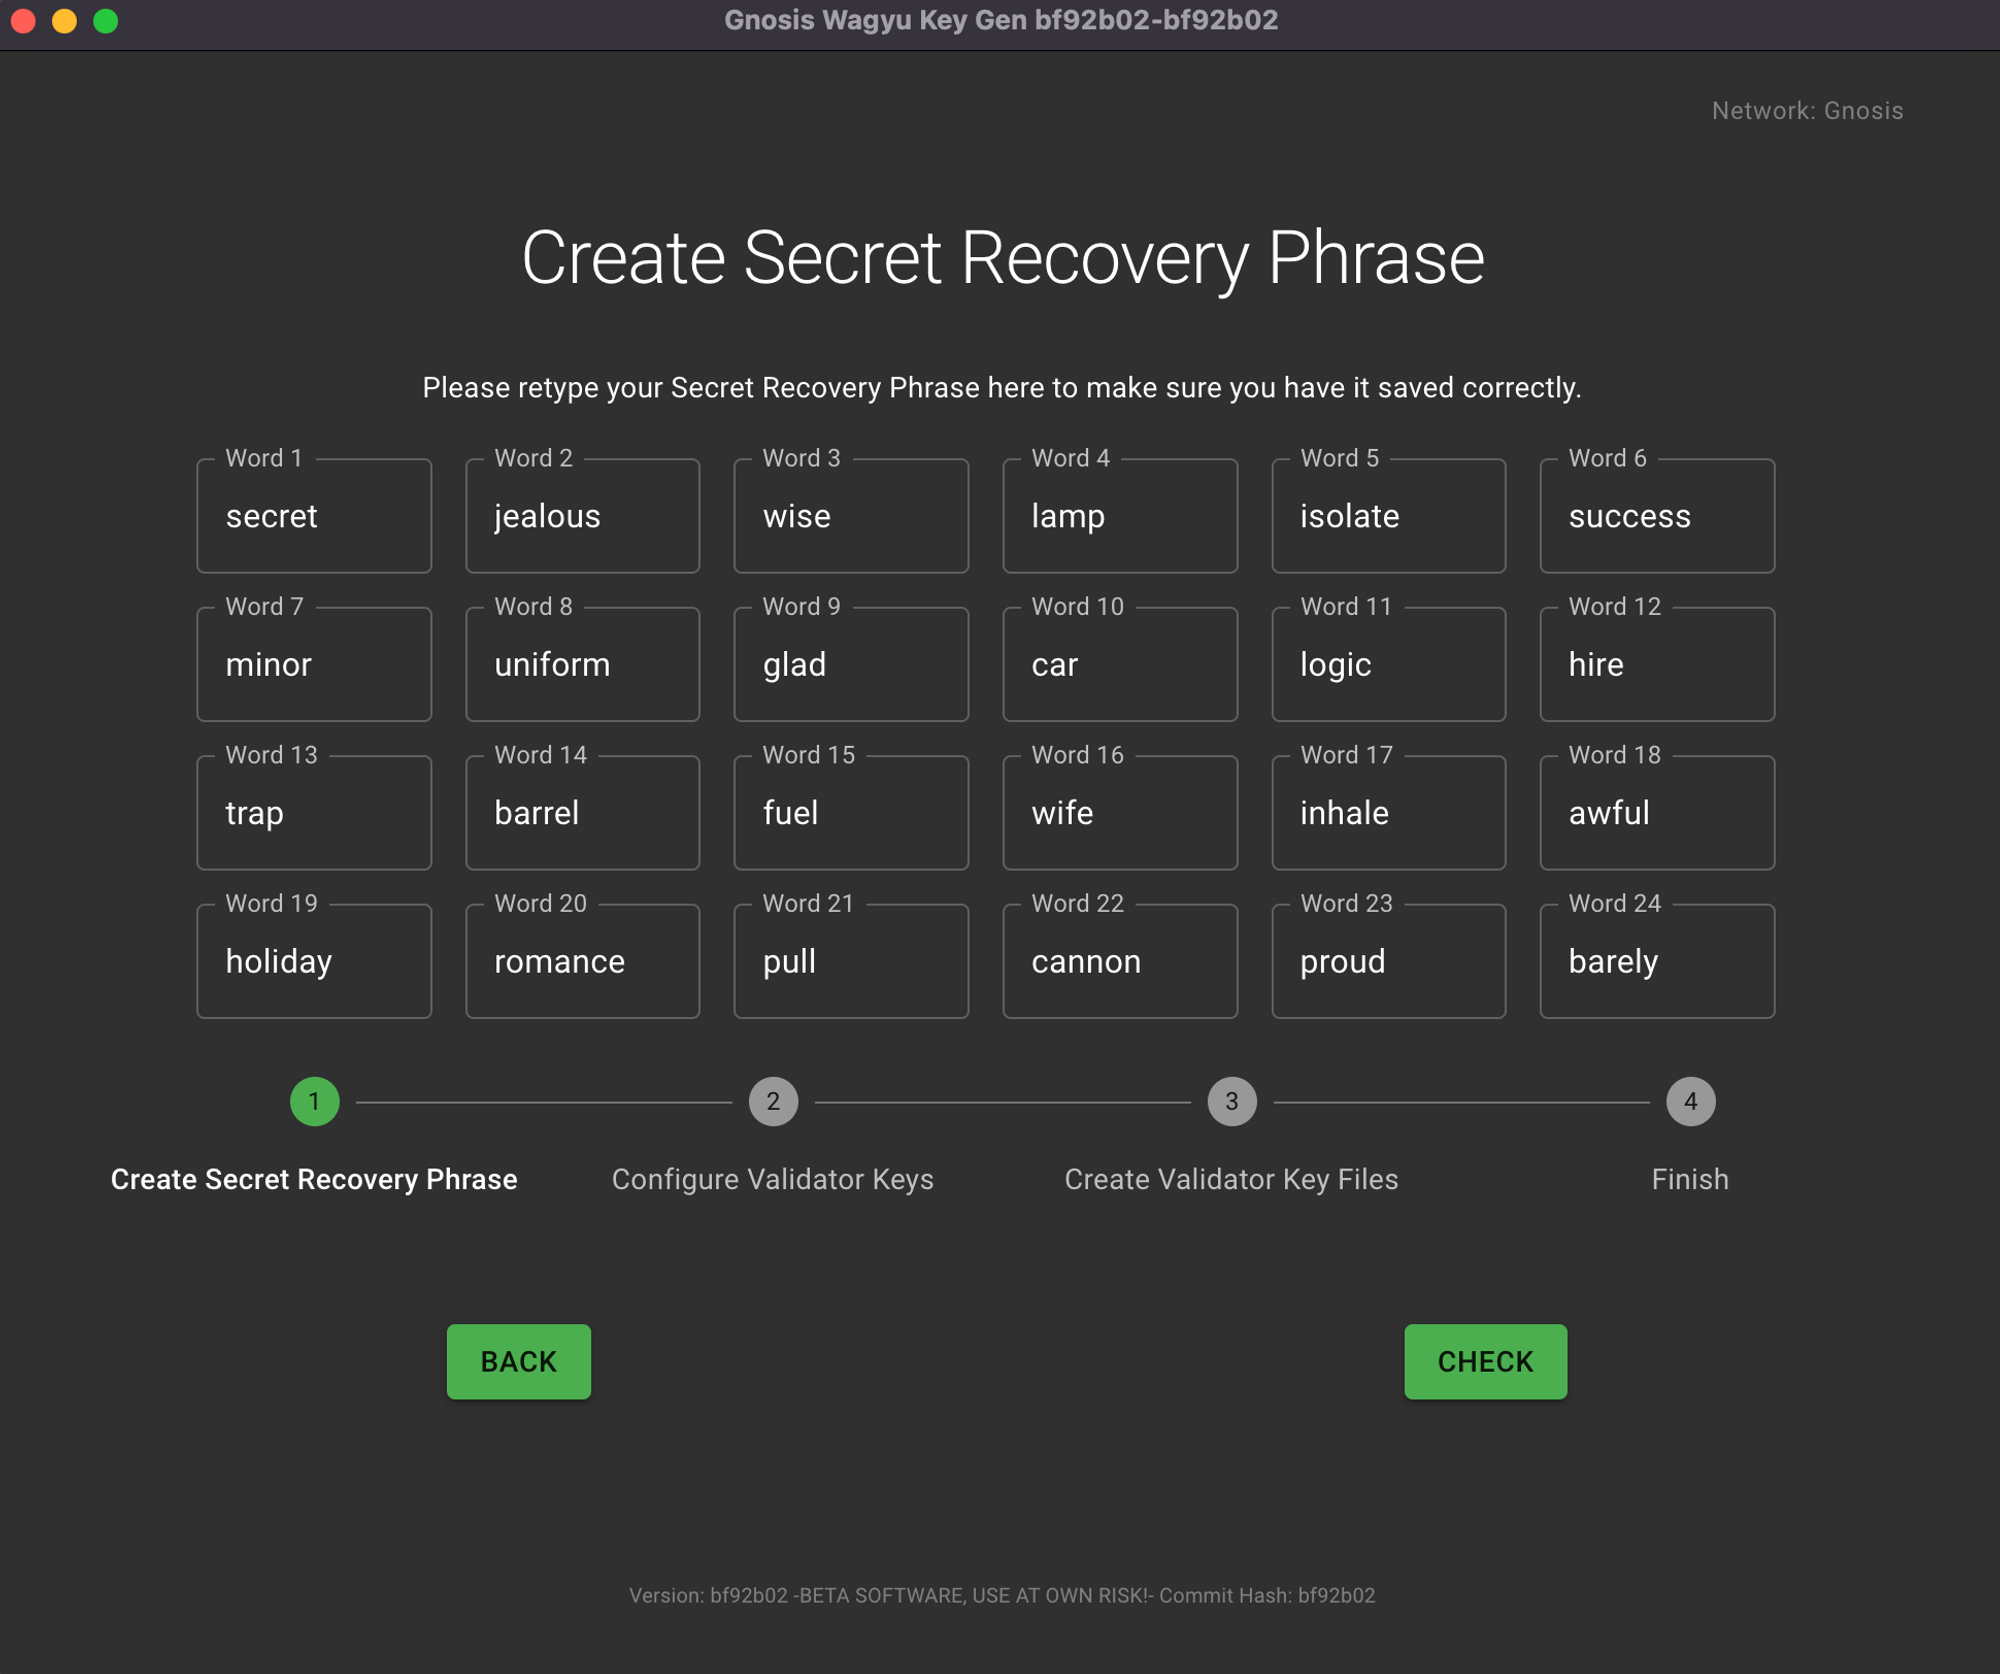 Gnosis Wagyu Key Gen bf92b02-bf92b02
Network: Gnosis
Create Secret Recovery Phrase
Please retype your Secret Recovery Phrase here to make sure you have it saved correctly.
Word 1 Word 2 Word 3 Word 4 Word 5 Word 6
secret jealous wise lamp isolate success
Word 7 Word 8 Word 9 Word 10 Word 11 Word 12
minor uniform glad car logic hire
Word 13 Word 14 Word 15 Word 16 Word 17 Word 18
trap barrel fuel wife inhale awful
Word 19 Word 20 Word 21 Word 22 Word 23 Word 24
holiday romance pull cannon proud barely
1 2 3 4
Create Secret Recovery Phrase Configure Validator Keys Create Validator Key Files Finish
BACK CHECK
Version: bf92b02 -BETA SOFTWARE, USE AT OWN RISK!- Commit Hash: bf92b02